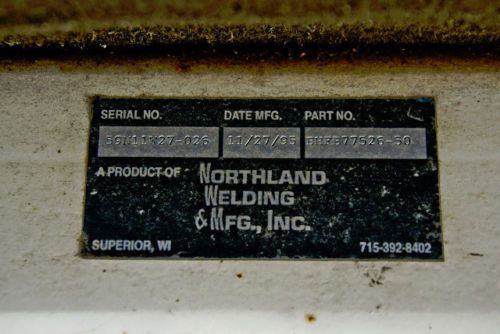 SERIAL NO. DATE MFG. PART NO.
11/27/95
A PRODUCT OF NORTHLAND
WELDING
& MFG., INC.
SUPERIOR, WI 715-392-8402